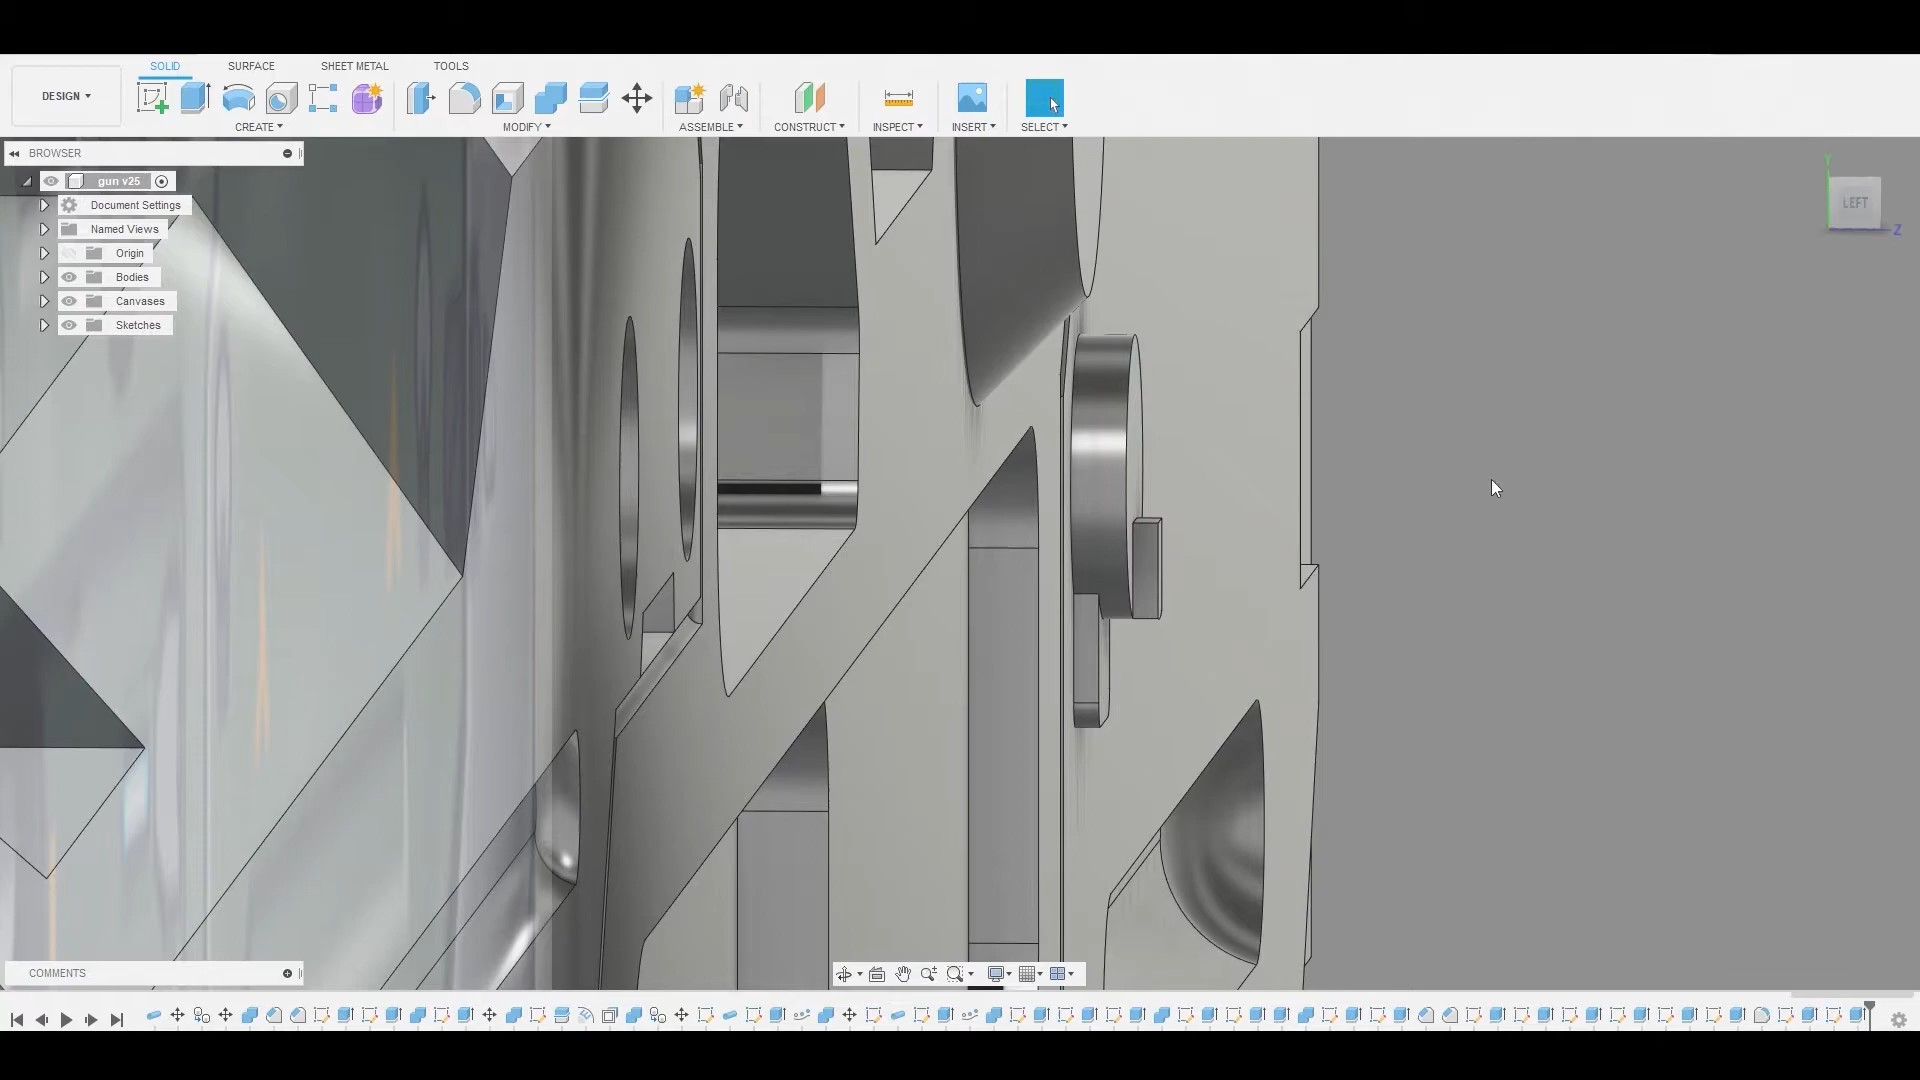 SOLID SURFACE SHEET METAL TOOLS
DESIGN
CREATE MODIFY ASSEMBLE CONSTRUCT INSPECT INSERT SELECT
BROWSER
gun v25
Document Settings
Named Views
Origin
Bodies
Canvases
Sketches
Y
LEFT
Z
COMMENTS